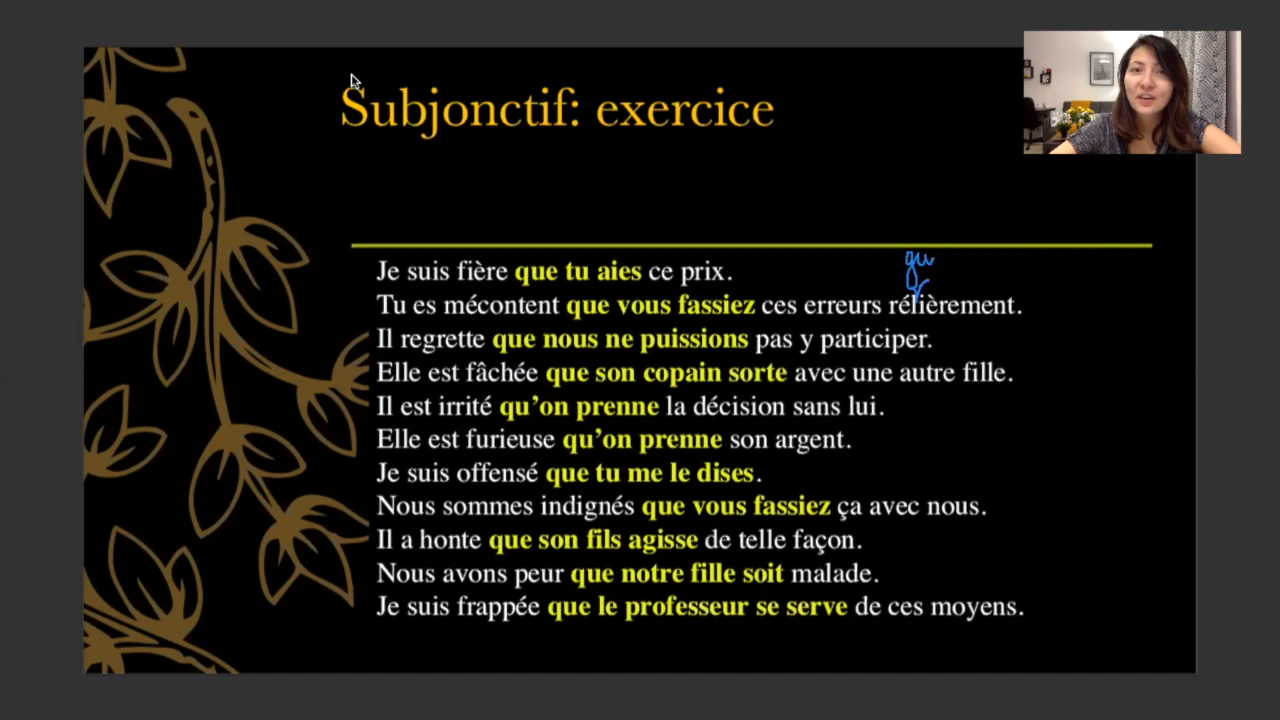 Subjonctif: exercice
gu
Je suis fière que tu aies ce prix.
Tu es mécontent que vous fassiez ces erreurs rélièrement.
Il regrette que nous ne puissions pas y participer.
Elle est fâchée que son copain sorte avec une autre fille.
Il est irrité qu’on prenne la décision sans lui.
Elle est furieuse qu’on prenne son argent.
Je suis offensé que tu me le dises.
Nous sommes indignés que vous fassiez ça avec nous.
Il a honte que son fils agisse de telle façon.
Nous avons peur que notre fille soit malade.
Je suis frappée que le professeur se serve de ces moyens.